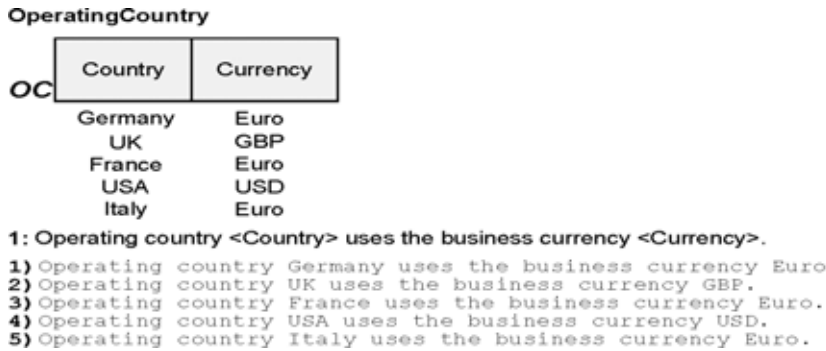 OperatingCountry
Country Currency
OC
Germany Euro
UK GBP
France Euro
USA USD
Italy Euro
1: Operating country <Country> uses the business currency <Currency>.
1) Operating country Germany uses the business currency Euro
2) Operating country UK uses the business currency GBP.
3) Operating country France uses the business currency Euro.
4) Operating country USA uses the business currency USD.
5) Operating country Italy uses the business currency Euro.